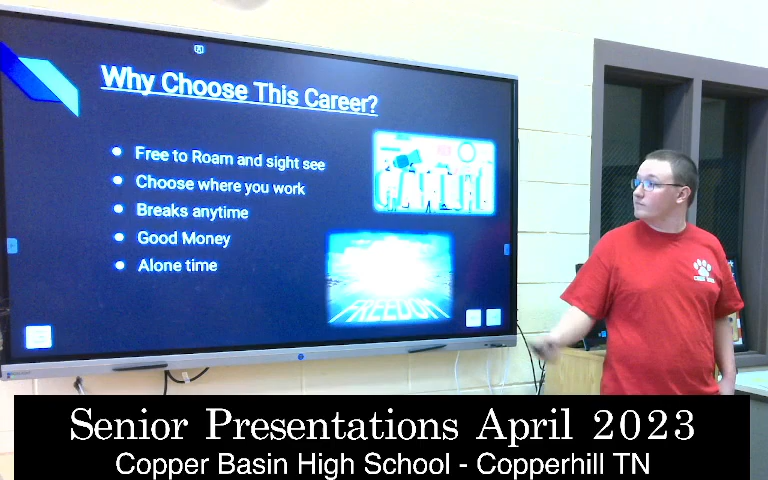 Why Choose This Career?
Free to Roam and sight see
Choose where you work
Breaks anytime
Good Money
Alone time
FREEDOM
Senior Presentations April 2023
Copper Basin High School - Copperhill TN